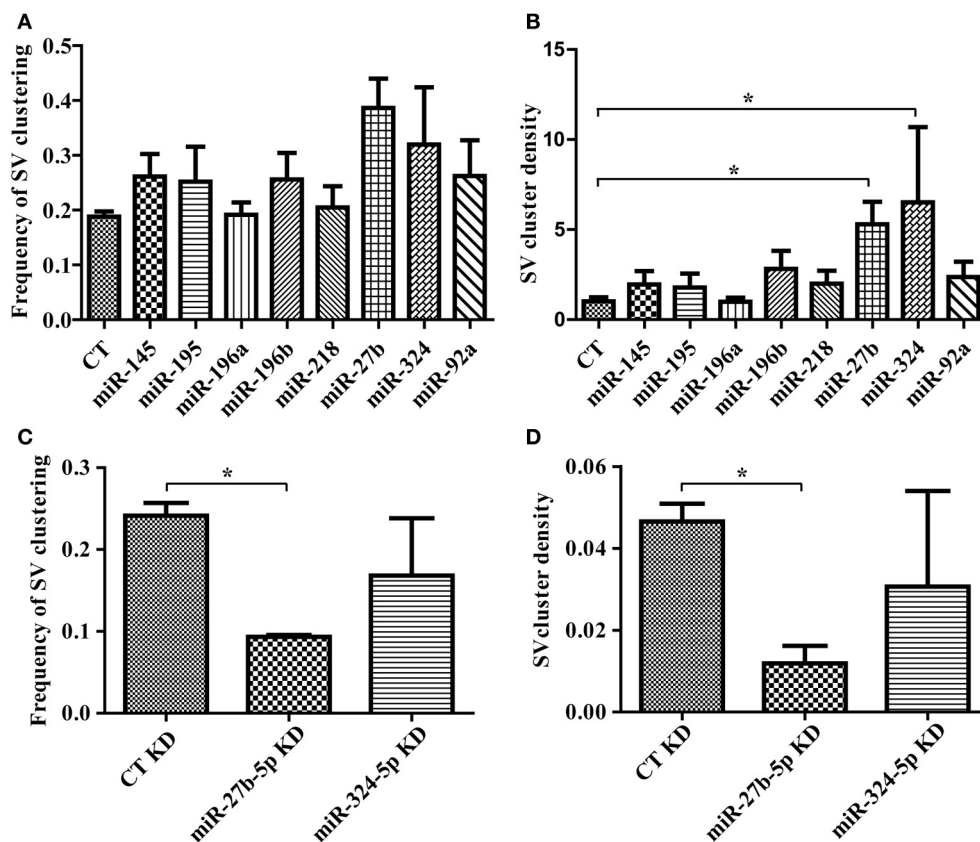 A
Frequency of SV clustering
0.5
0.4
0.3
0.2
0.1
0.0
CT
miR-145
miR-195
miR-196a
miR-196b
miR-218
miR-27b
miR-324
miR-92a
B
SV cluster density
15
10
5
0
*
*
CT
miR-145
miR-195
miR-196a
miR-196b
miR-218
miR-27b
miR-324
miR-92a
C
Frequency of SV clustering
0.3
0.2
0.1
0.0
*
CT KD
miR-27b-5p KD
miR-324-5p KD
D
SVcluster density
0.06
0.04
0.02
0.00
*
CT KD
miR-27b-5p KD
miR-324-5p KD